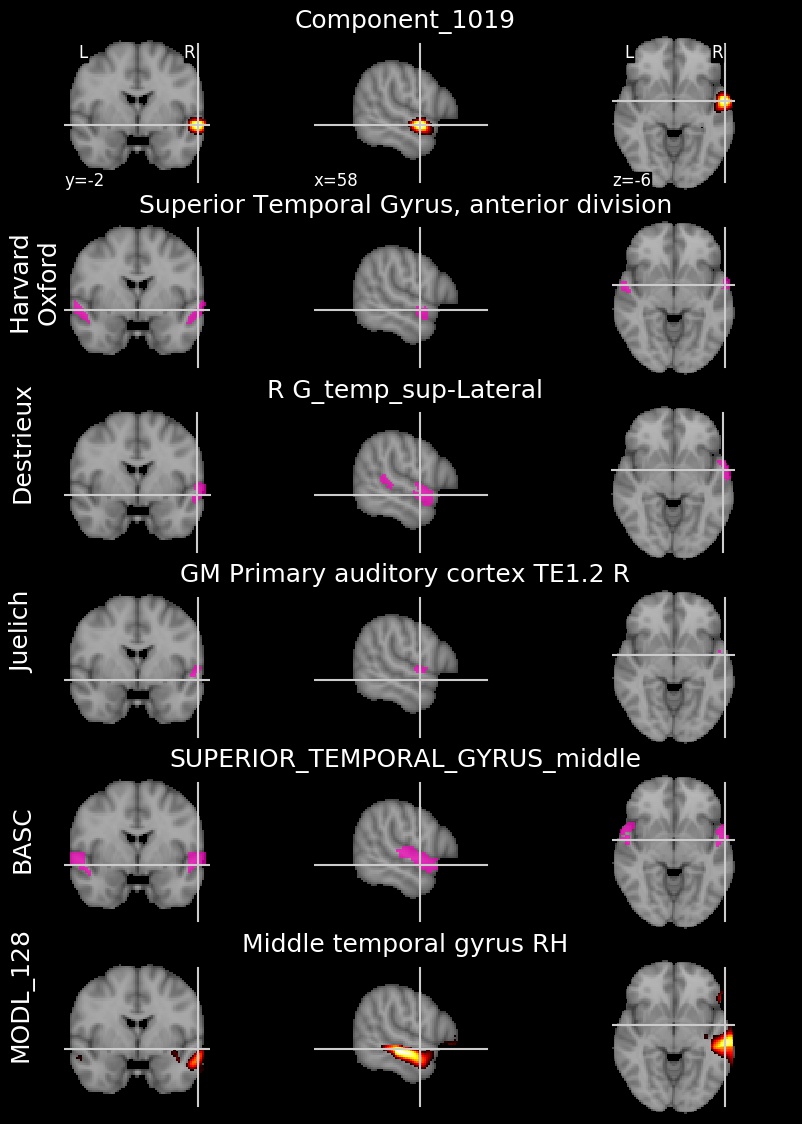 Component_1019
L R
L R
y=-2
x=58
z=-6
Superior Temporal Gyrus, anterior division
Harvard
Oxford
R G_temp_sup-Lateral
Destrieux
GM Primary auditory cortex TE1.2 R
Juelich
SUPERIOR_TEMPORAL_GYRUS_middle
BASC
Middle temporal gyrus RH
MODL_128